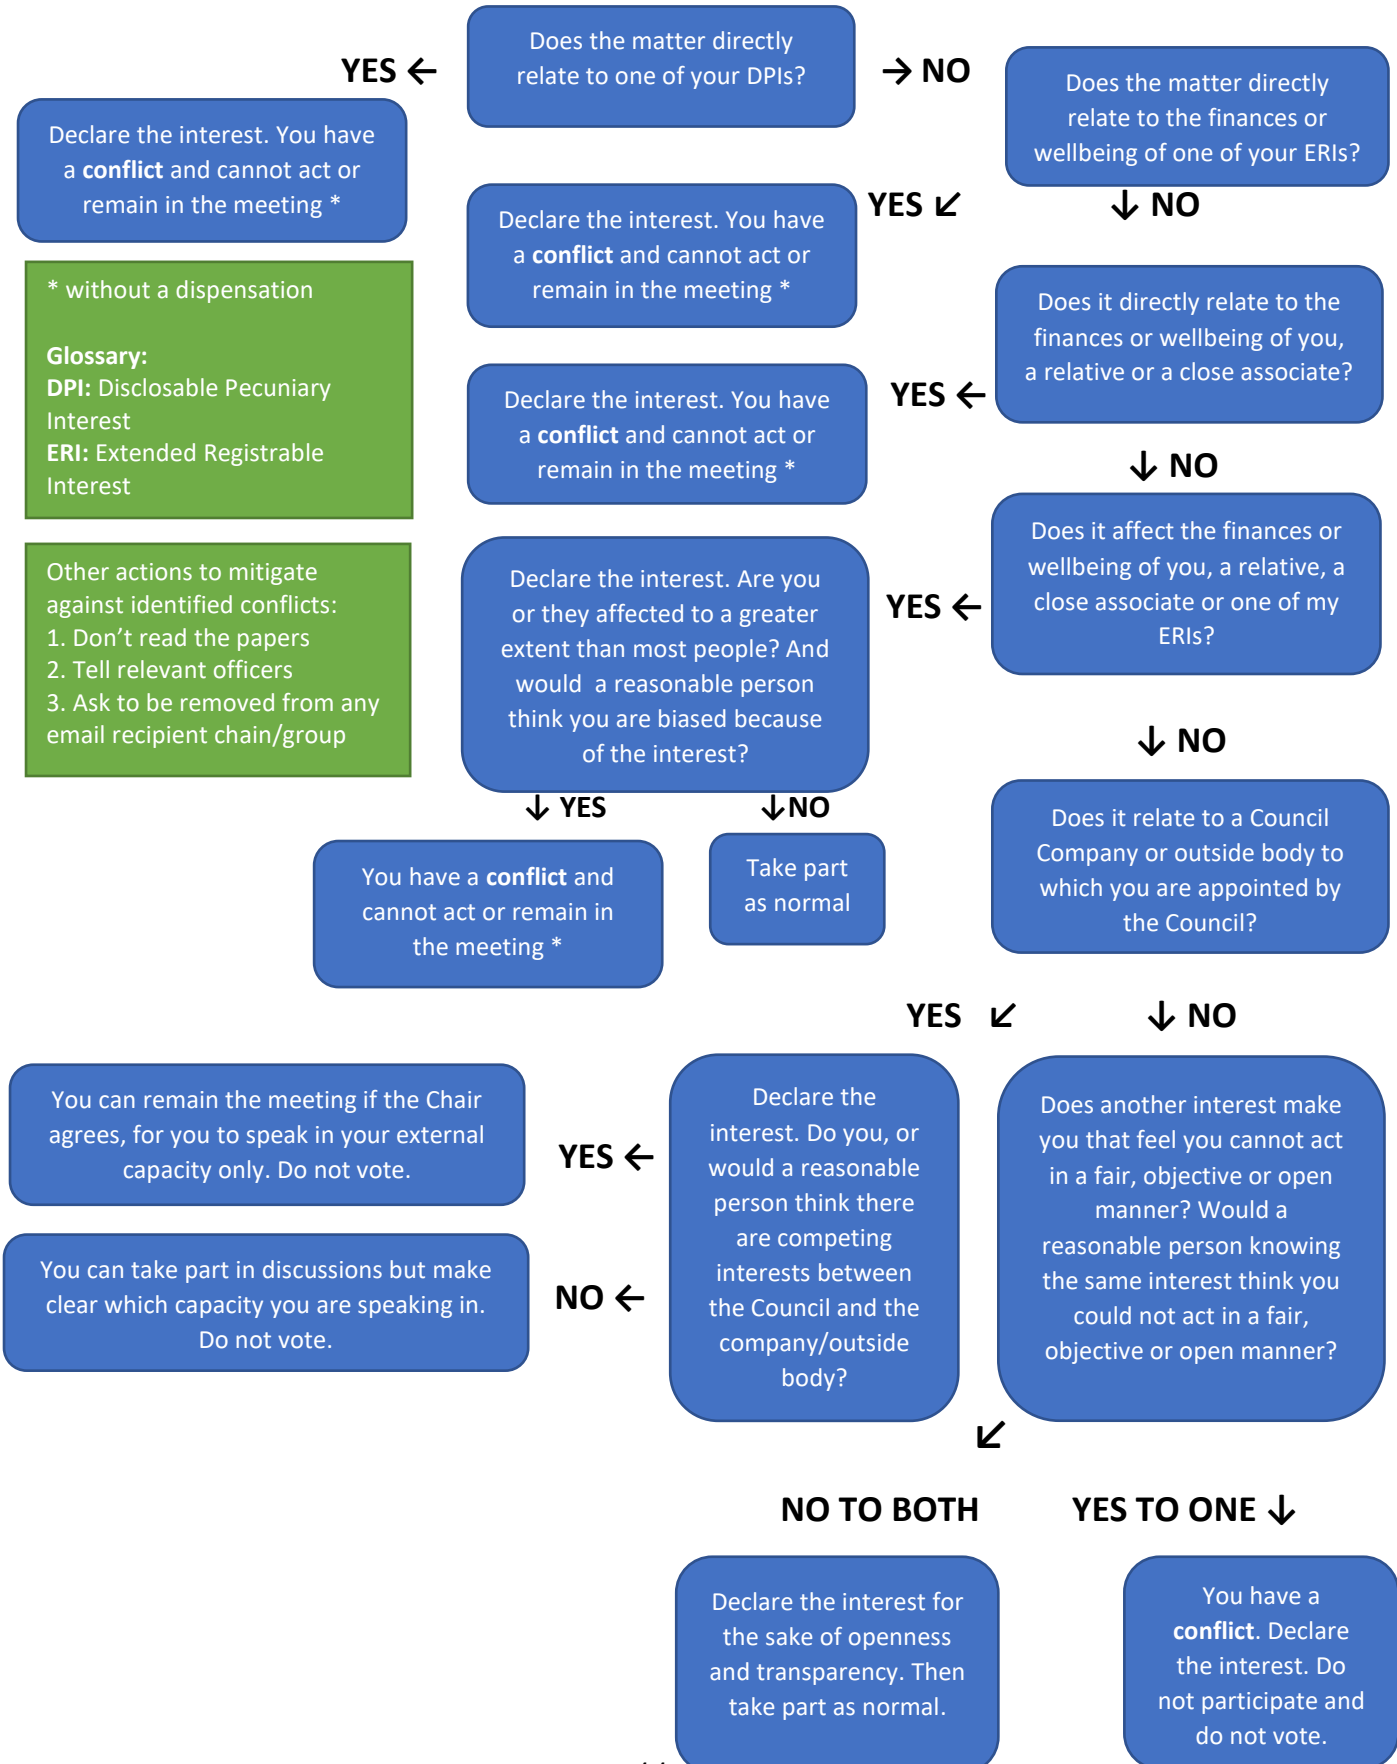 Does the matter directly
relate to one of your DPIs?
YES ←
→ NO
Does the matter directly
relate to the finances or
wellbeing of one of your ERIs?
Declare the interest. You have
a conflict and cannot act or
remain in the meeting *
YES ↙
↓ NO
Declare the interest. You have
a conflict and cannot act or
remain in the meeting *
* without a dispensation
Glossary:
DPI: Disclosable Pecuniary
Interest
ERI: Extended Registrable
Interest
Does it directly relate to the
finances or wellbeing of you,
a relative or a close associate?
YES ←
Declare the interest. You have
a conflict and cannot act or
remain in the meeting *
↓ NO
Does it affect the finances or
wellbeing of you, a relative, a
close associate or one of my
ERIs?
YES ←
Declare the interest. Are you
or they affected to a greater
extent than most people? And
would a reasonable person
think you are biased because
of the interest?
Other actions to mitigate
against identified conflicts:
1. Don’t read the papers
2. Tell relevant officers
3. Ask to be removed from any
email recipient chain/group
↓ NO
↓ YES
↓NO
You have a conflict and
cannot act or remain in
the meeting *
Take part
as normal
Does it relate to a Council
Company or outside body to
which you are appointed by
the Council?
YES ↙
↓ NO
Declare the
interest. Do you, or
would a reasonable
person think there
are competing
interests between
the Council and the
company/outside
body?
Does another interest make
you that feel you cannot act
in a fair, objective or open
manner? Would a
reasonable person knowing
the same interest think you
could not act in a fair,
objective or open manner?
YES ←
You can remain the meeting if the Chair
agrees, for you to speak in your external
capacity only. Do not vote.
NO ←
You can take part in discussions but make
clear which capacity you are speaking in.
Do not vote.
↙
NO TO BOTH
YES TO ONE ↓
Declare the interest for
the sake of openness
and transparency. Then
take part as normal.
You have a
conflict. Declare
the interest. Do
not participate and
do not vote.